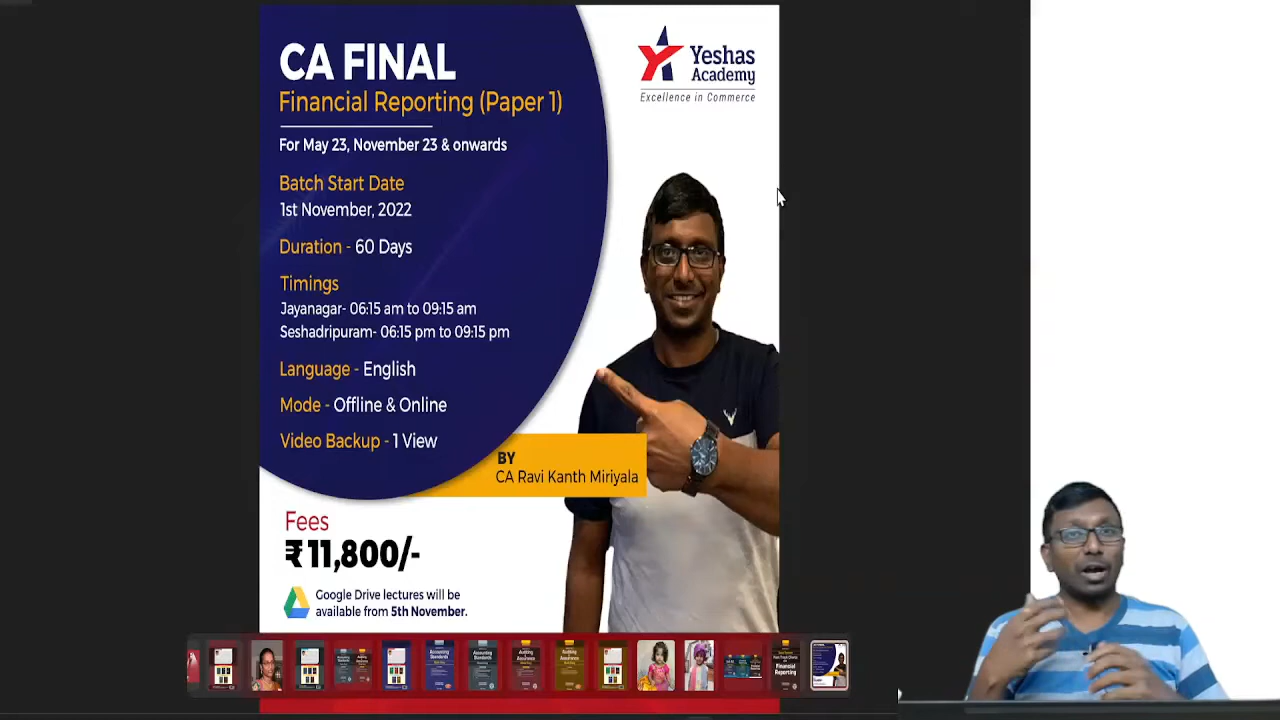 CA FINAL
Financial Reporting (Paper 1)
For May 23, November 23 & onwards
Batch Start Date
1st November, 2022
Duration - 60 Days
Timings
Jayanagar- 06:15 am to 09:15 am
Seshadripuram- 06:15 pm to 09:15 pm
Language - English
Mode - Offline & Online
Video Backup - 1 View
BY
CA Ravi Kanth Miriyala
Fees
₹ 11,800/-
Google Drive lectures will be
available from 5th November.
Yeshas
Academy
Excellence in Commerce